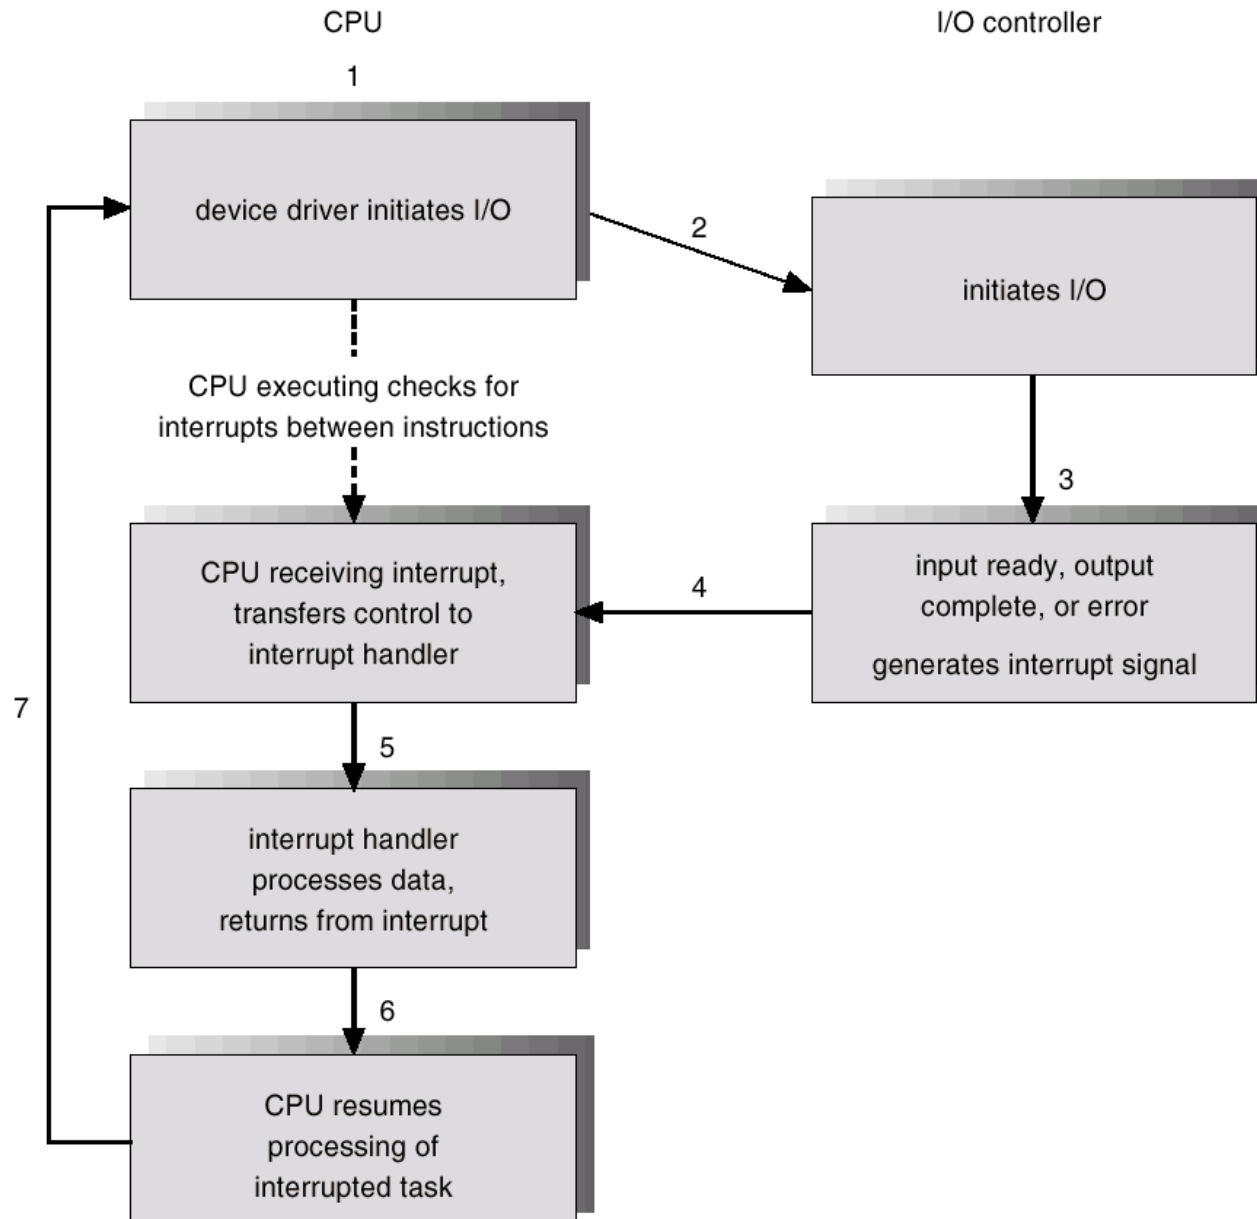 CPU
I/O controller
1
device driver initiates I/O
2
initiates I/O
CPU executing checks for
interrupts between instructions
3
CPU receiving interrupt,
transfers control to
interrupt handler
4
input ready, output
complete, or error
generates interrupt signal
7
5
interrupt handler
processes data,
returns from interrupt
6
CPU resumes
processing of
interrupted task